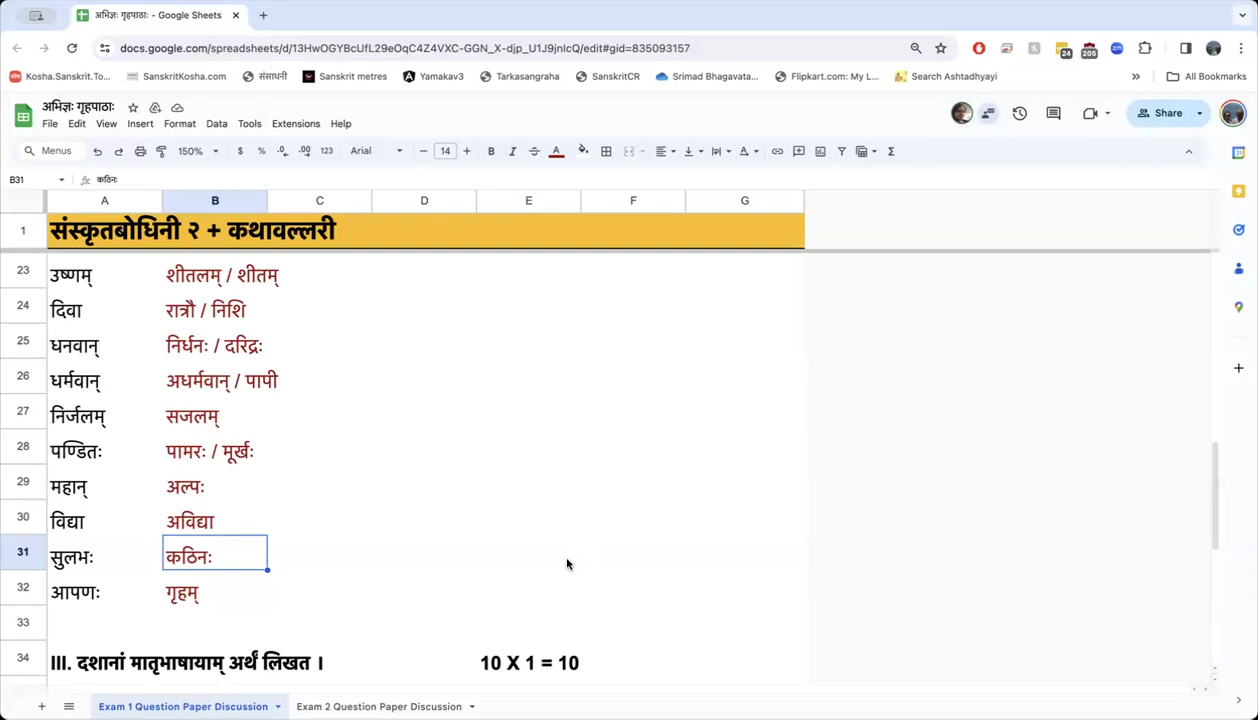 अभिज्ञः गृहपाठाः - Google Sheets
docs.google.com/spreadsheets/d/13HwOGYBcUfL29eOqC4Z4VXC-GGN_X-djp_U1J9jnIcQ/edit#gid=835093157
24
205
Kosha.Sanskrit.To...
SanskritKosha.com
संसाधनी
Sanskrit metres
Yamakav3
Tarkasangraha
SanskritCR
Srimad Bhagavata...
Flipkart.com: My L...
Search Ashtadhyayi
All Bookmarks
अभिज्ञः गृहपाठाः
File Edit View Insert Format Data Tools Extensions Help
Share
Menus 150% $ % .0 .00 123 Arial 14 B I A
B31 fx कठिनः
A B C D E F G
1 संस्कृतबोधिनी २ + कथावल्लरी
23 उष्णम् शीतलम् / शीतम्
24 दिवा रात्रौ / निशि
25 धनवान् निर्धनः / दरिद्रः
26 धर्मवान् अधर्मवान् / पापी
27 निर्जलम् सजलम्
28 पण्डितः पामरः / मूर्खः
29 महान् अल्पः
30 विद्या अविद्या
31 सुलभः कठिनः
32 आपणः गृहम्
33
34 III. दशानां मातृभाषायाम् अर्थं लिखत । 10 X 1 = 10
Exam 1 Question Paper Discussion Exam 2 Question Paper Discussion